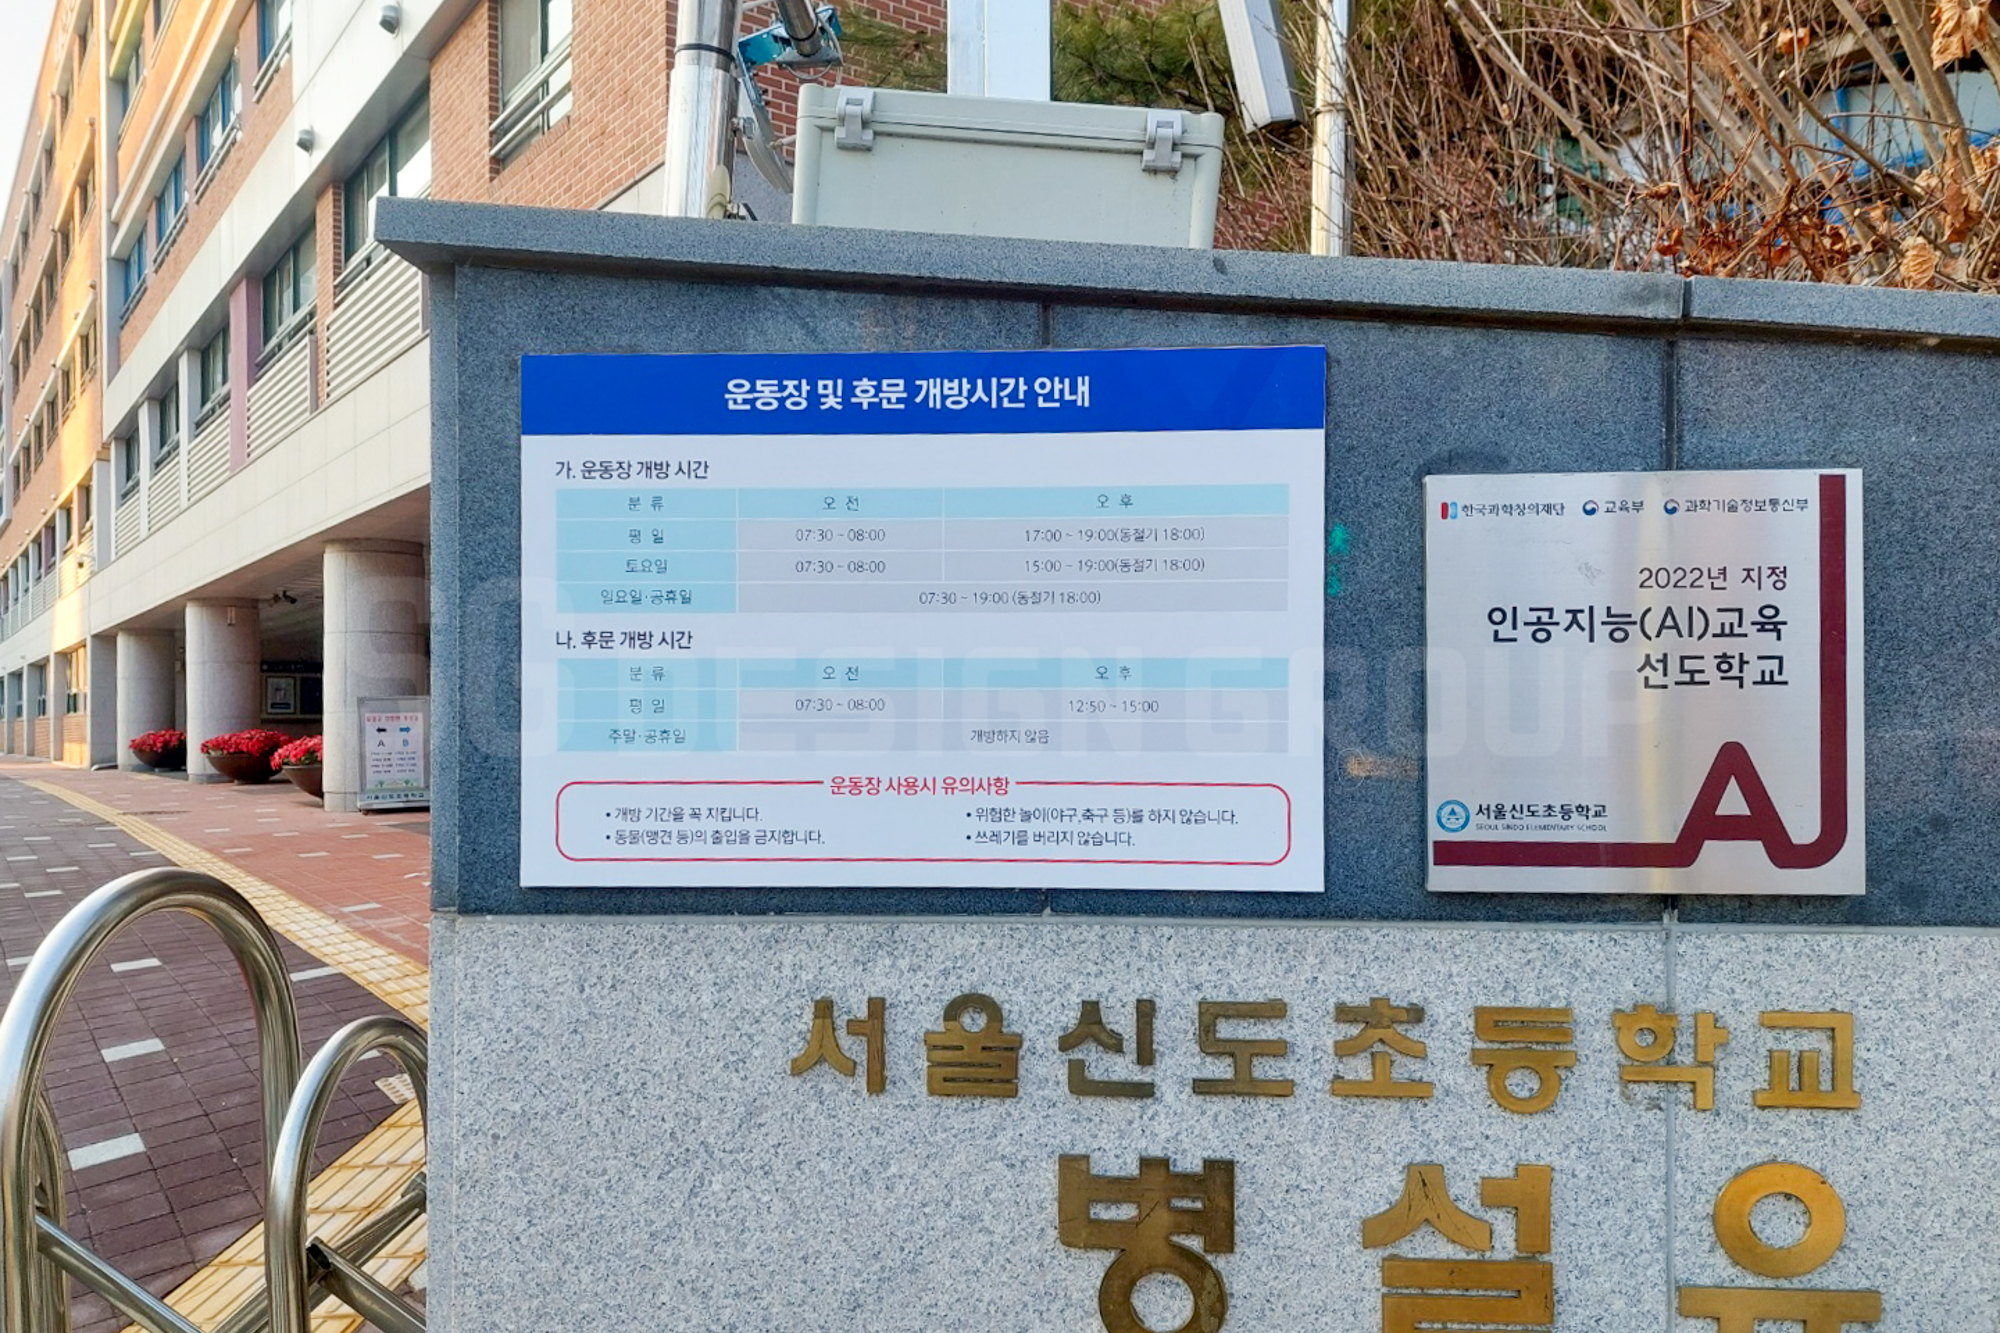 운동장 및 후문 개방시간 안내
가. 운동장 개방 시간
분 류 오 전 오 후
평 일 07:30 ~ 08:00 17:00 ~ 19:00(동절기 18:00)
토요일 07:30 ~ 08:00 15:00 ~ 19:00(동절기 18:00)
일요일·공휴일 07:30 ~ 19:00 (동절기 18:00)
나. 후문 개방 시간
분 류 오 전 오 후
평 일 07:30 ~ 08:00 12:50 ~ 15:00
주말·공휴일 개방하지 않음
운동장 사용시 유의사항
• 개방 기간을 꼭 지킵니다.
• 동물(맹견 등)의 출입을 금지합니다.
• 위험한 놀이(야구,축구 등)를 하지 않습니다.
• 쓰레기를 버리지 않습니다.
한국과학창의재단 교육부 과학기술정보통신부
2022년 지정
인공지능(AI)교육
선도학교
AI
서울신도초등학교
SEOUL SINDO ELEMENTARY SCHOOL
서울신도초등학교
병설유
A B
서울신도초등학교
DESIGN GROUP